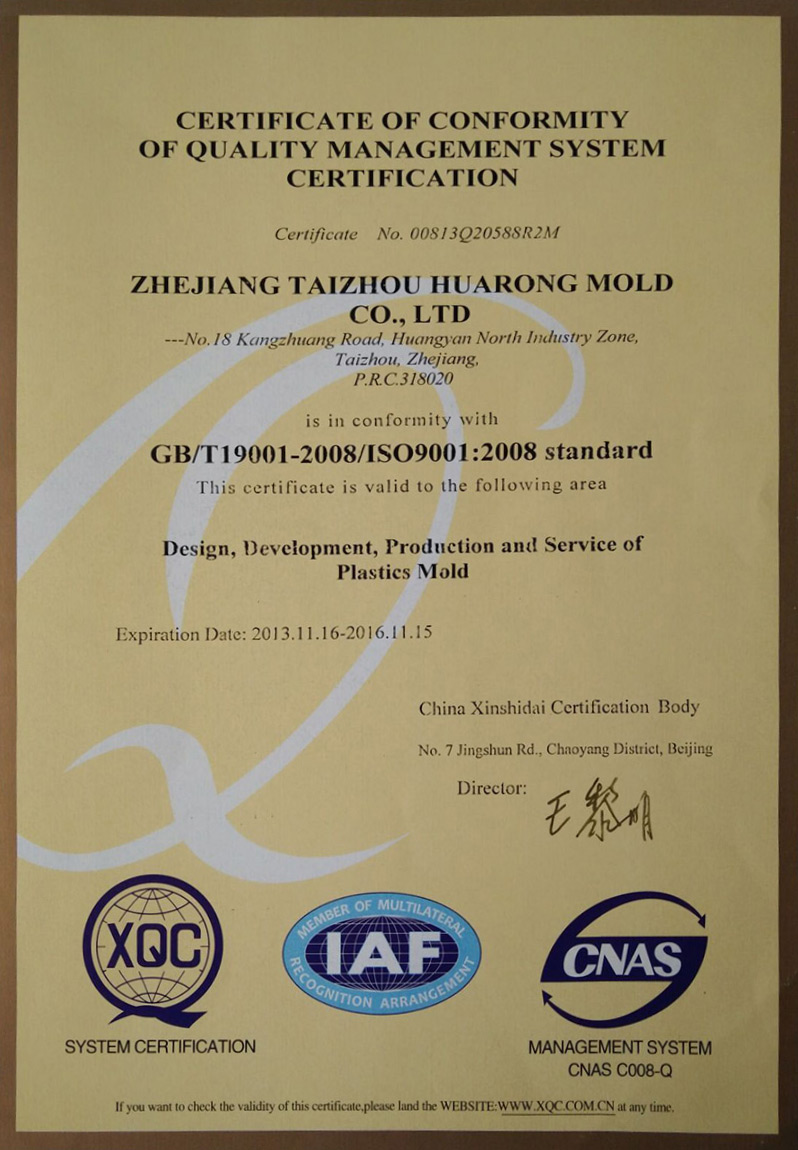 CERTIFICATE OF CONFORMITY
OF QUALITY MANAGEMENT SYSTEM
CERTIFICATION
Certificate No. 00813Q20588R2M
ZHEJIANG TAIZHOU HUARONG MOLD
CO., LTD
---No.18 Kangzhuang Road, Huangyan North Industry Zone,
Taizhou, Zhejiang,
P.R.C.318020
is in conformity with
GB/T19001-2008/ISO9001:2008 standard
This certificate is valid to the following area
Design, Development, Production and Service of
Plastics Mold
Expiration Date: 2013.11.16-2016.11.15
China Xinshidai Certification Body
No. 7 Jingshun Rd., Chaoyang District, Beijing
Director:
王黎明
XQC
SYSTEM CERTIFICATION
MEMBER OF MULTILATERAL
IAF
RECOGNITION ARRANGEMENT
CNAS
MANAGEMENT SYSTEM
CNAS C008-Q
If you want to check the validity of this certificate,please land the WEBSITE:WWW.XQC.COM.CN at any time.